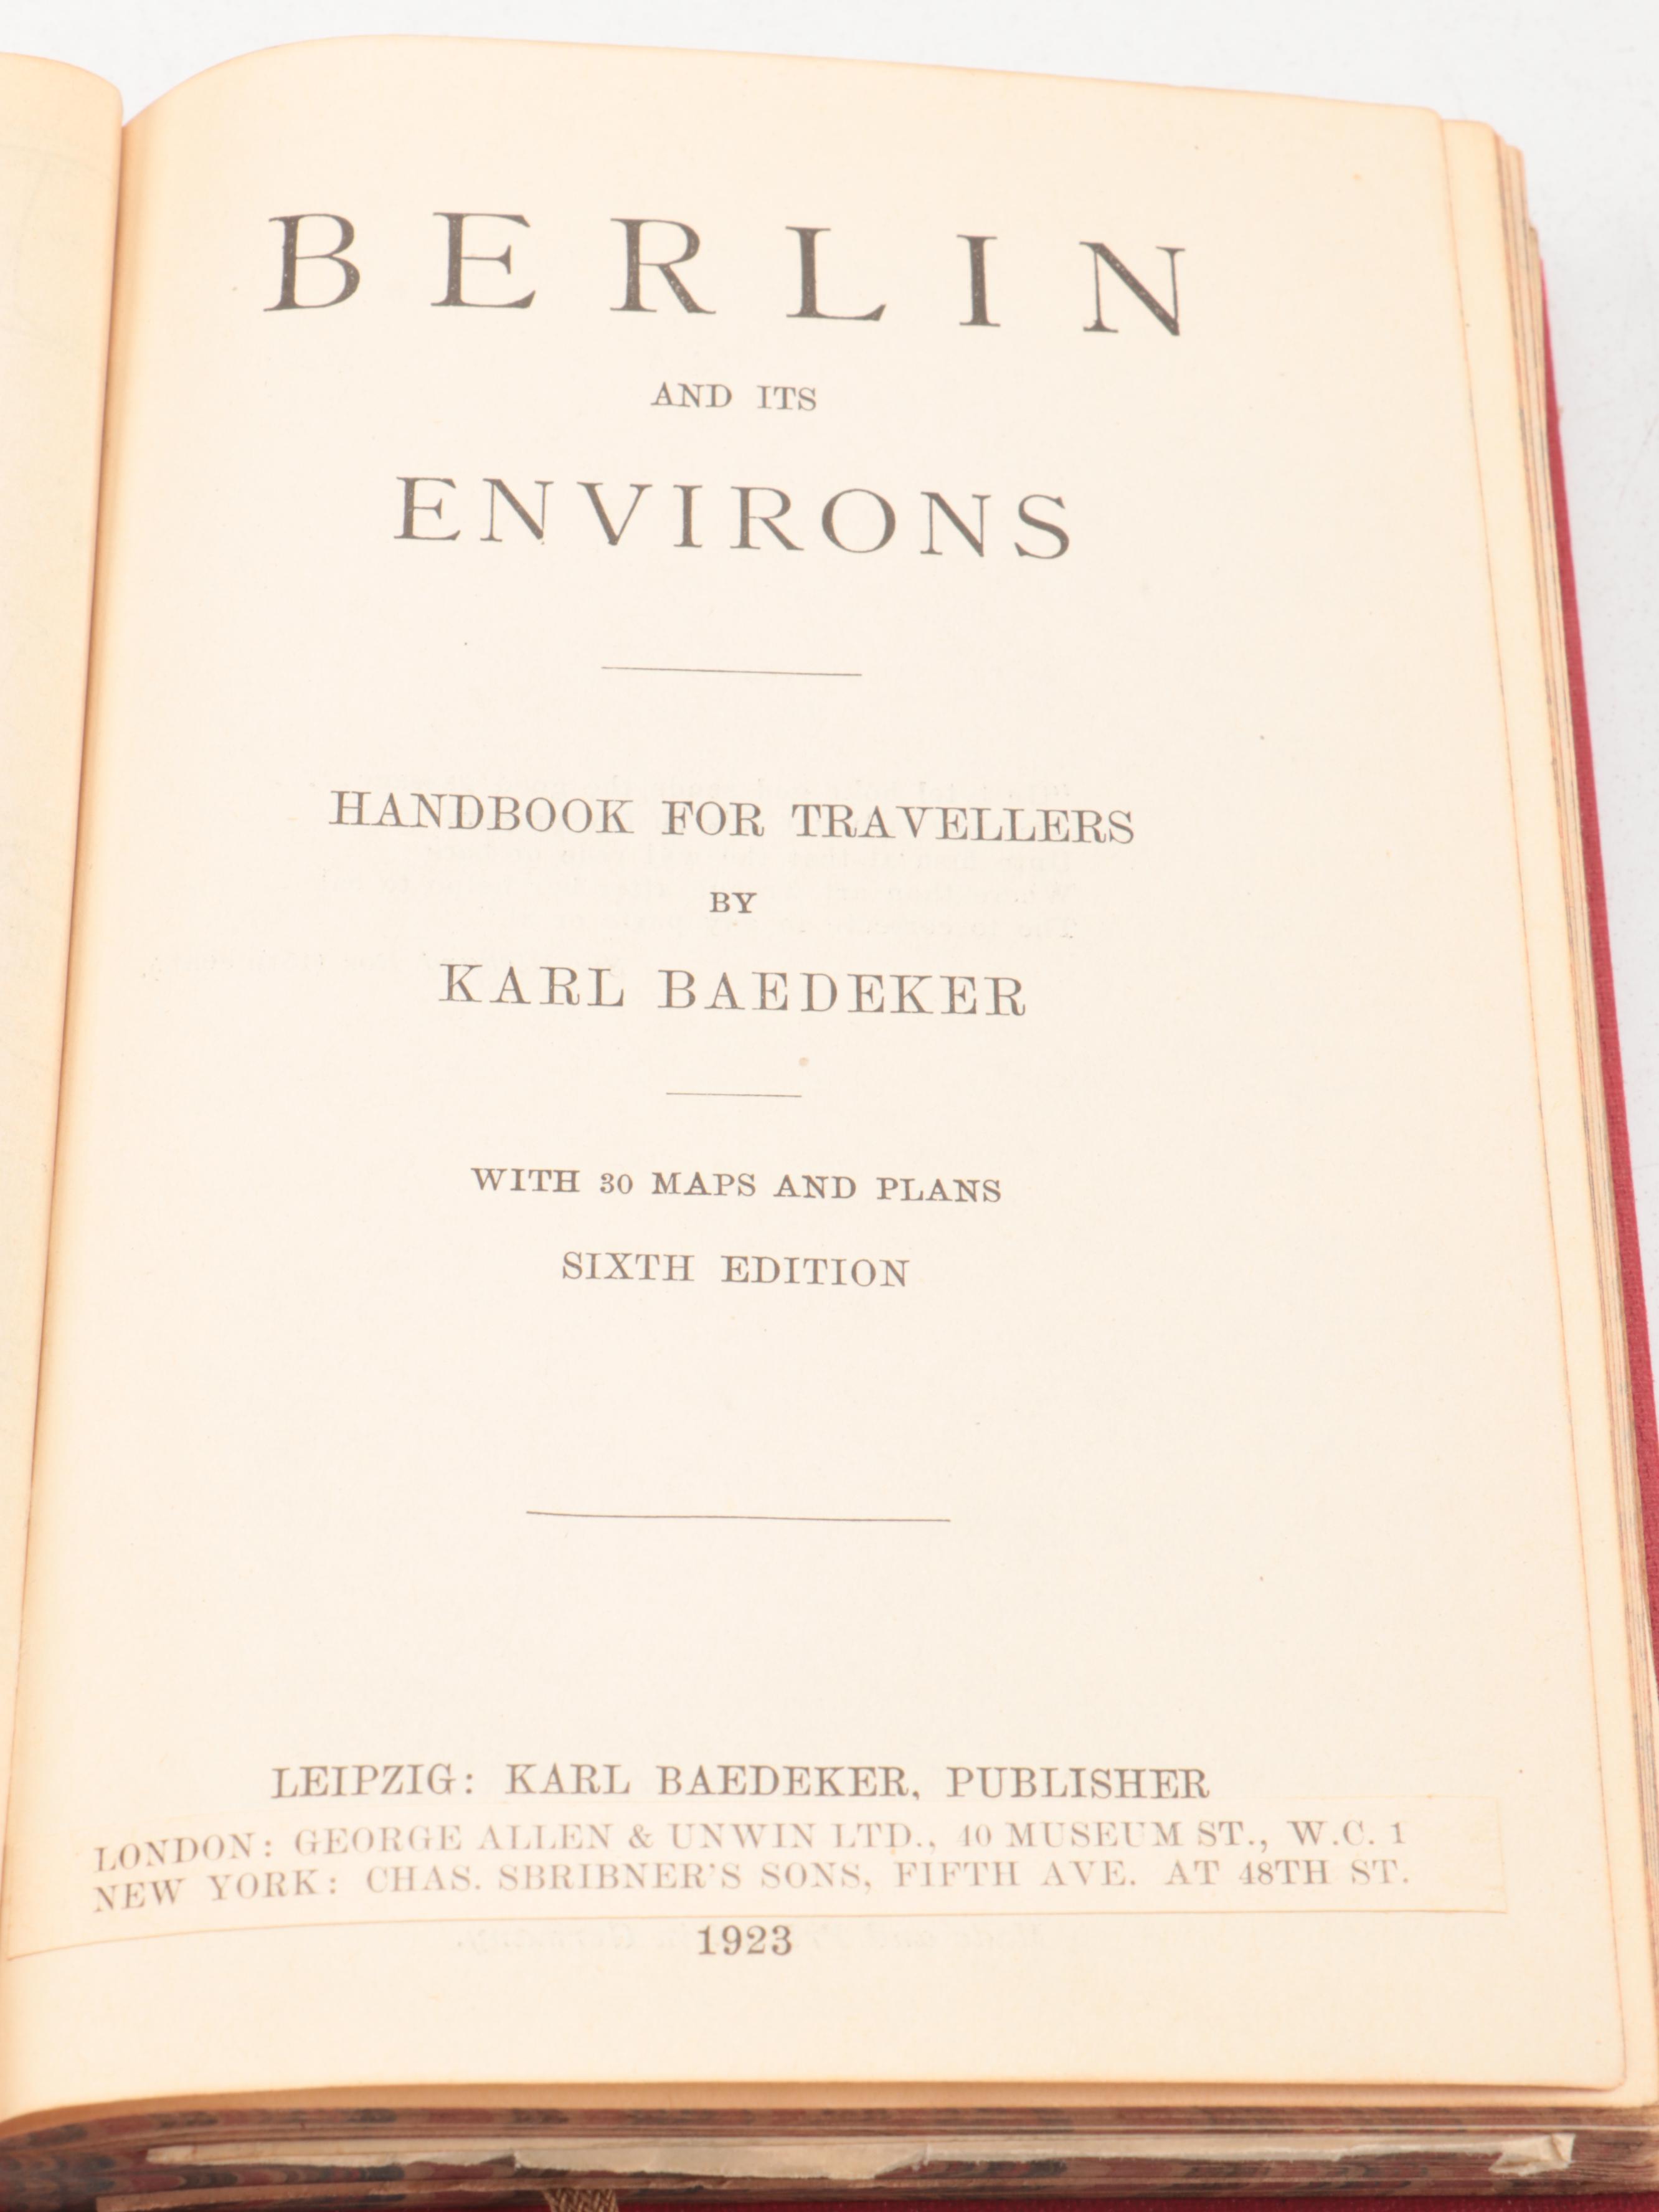 BERLIN
AND ITS
ENVIRONS
HANDBOOK FOR TRAVELLERS
BY
KARL BAEDEKER
WITH 30 MAPS AND PLANS
SIXTH EDITION
LEIPZIG: KARL BAEDEKER, PUBLISHER
LONDON: GEORGE ALLEN & UNWIN LTD., 40 MUSEUM ST., W.C. 1
NEW YORK: CHAS. SBRIBNER'S SONS, FIFTH AVE. AT 48TH ST.
1923